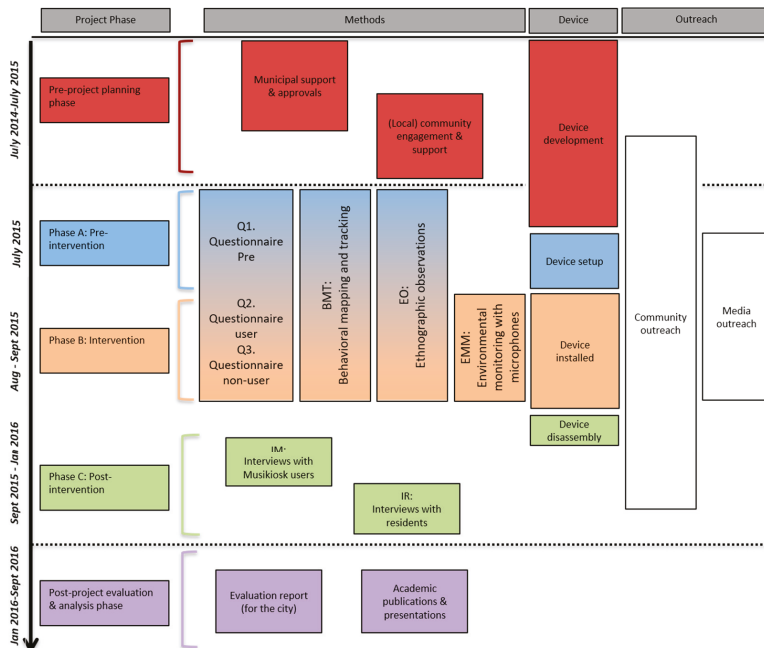 Project Phase
Methods
Device
Outreach
July 2014-July 2015
Pre-project planning
phase
Municipal support
& approvals
(Local) community
engagement &
support
Device
development
July 2015
Phase A: Pre-
intervention
Q1.
Questionnaire
Pre
Q2.
Questionnaire
user
Q3.
Questionnaire
non-user
BMT:
Behavioral mapping and tracking
EO:
Ethnographic observations
EMM:
Environmental
monitoring with
microphones
Device setup
Aug - Sept 2015
Phase B: Intervention
Device
installed
Community
outreach
Media
outreach
Sept 2015 - Jan 2016
Phase C: Post-
intervention
IM:
Interviews with
Musikiosk users
IR:
Interviews with
residents
Device
disassembly
Jan 2016-Sept 2016
Post-project evaluation
& analysis phase
Evaluation report
(for the city)
Academic
publications &
presentations